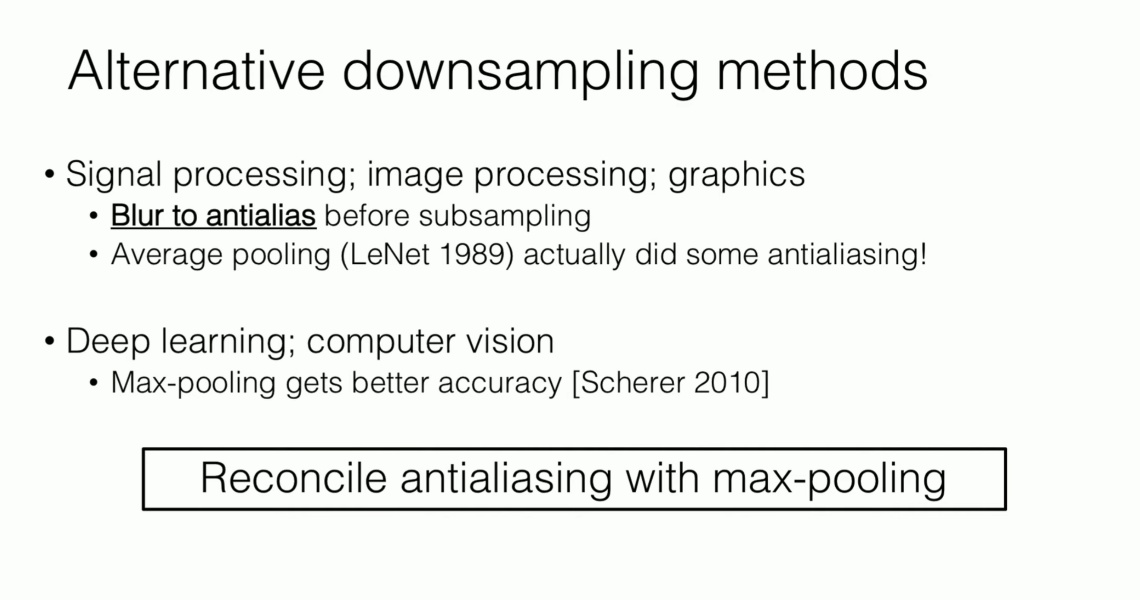 Alternative downsampling methods
• Signal processing; image processing; graphics
• Blur to antialias before subsampling
• Average pooling (LeNet 1989) actually did some antialiasing!
• Deep learning; computer vision
• Max-pooling gets better accuracy [Scherer 2010]
Reconcile antialiasing with max-pooling